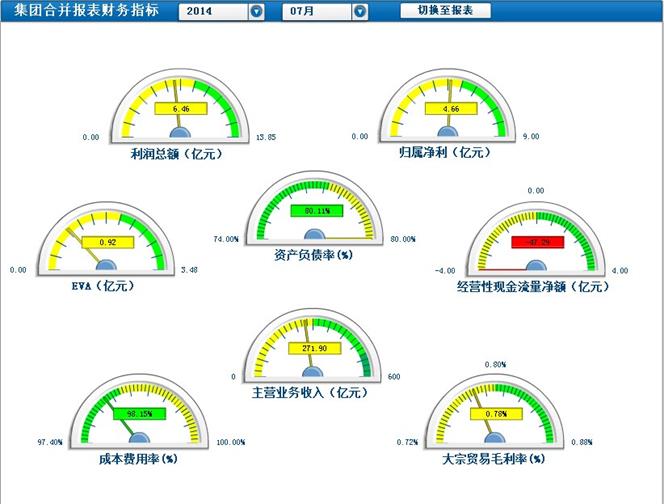 集团合并报表财务指标 2014 07月 切换至报表
6.46
0.00 13.85
利润总额（亿元）
4.66
0.00 9.00
归属净利（亿元）
80.11%
74.00% 80.00%
资产负债率(%)
0.92
0.00 3.48
EVA（亿元）
0.00
-47.29
-4.00 4.00
经营性现金流量净额（亿元）
271.90
0 600
主营业务收入（亿元）
98.15%
97.40% 100.00%
成本费用率(%)
0.80%
0.78%
0.72% 0.88%
大宗贸易毛利率(%)